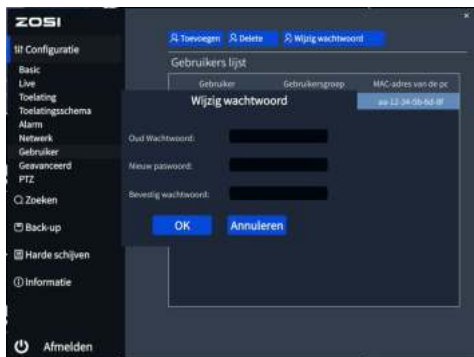 ZOSI
Configuratie
Basic
Live
Toelating
Toelatingsschema
Alarm
Netwerk
Gebruiker
Geavanceerd
PTZ
Zoeken
Back-up
Harde schijven
Informatie
Afmelden
Toevoegen Delete Wijzig wachtwoord
Gebruikers lijst
Gebruiker Gebruikersgroep MAC-adres van de pc
Wijzig wachtwoord
Oud Wachtwoord:
Nieuw paswoord:
Bevestig wachtwoord:
OK Annuleren